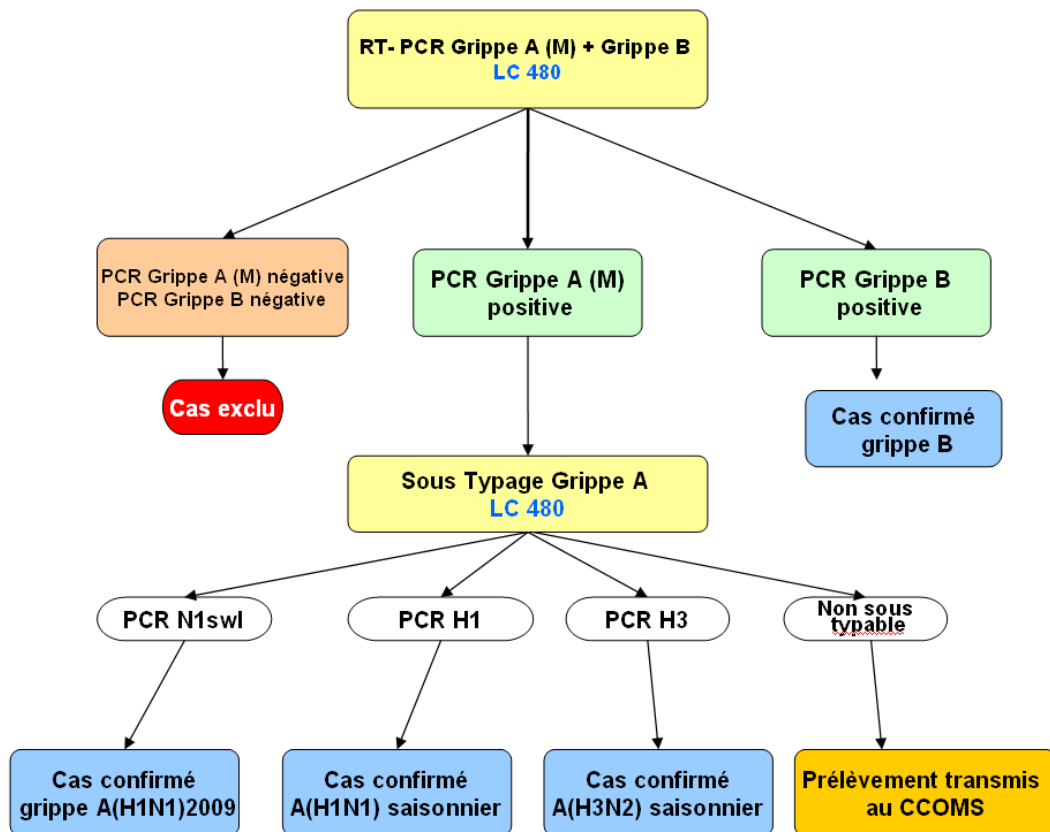 RT- PCR Grippe A (M) + Grippe B
LC 480
PCR Grippe A (M) négative
PCR Grippe B négative
PCR Grippe A (M)
positive
PCR Grippe B
positive
Cas exclu
Cas confirmé
grippe B
Sous Typage Grippe A
LC 480
PCR N1swl
PCR H1
PCR H3
Non sous
typable
Cas confirmé
grippe A(H1N1)2009
Cas confirmé
A(H1N1) saisonnier
Cas confirmé
A(H3N2) saisonnier
Prélèvement transmis
au CCOMS